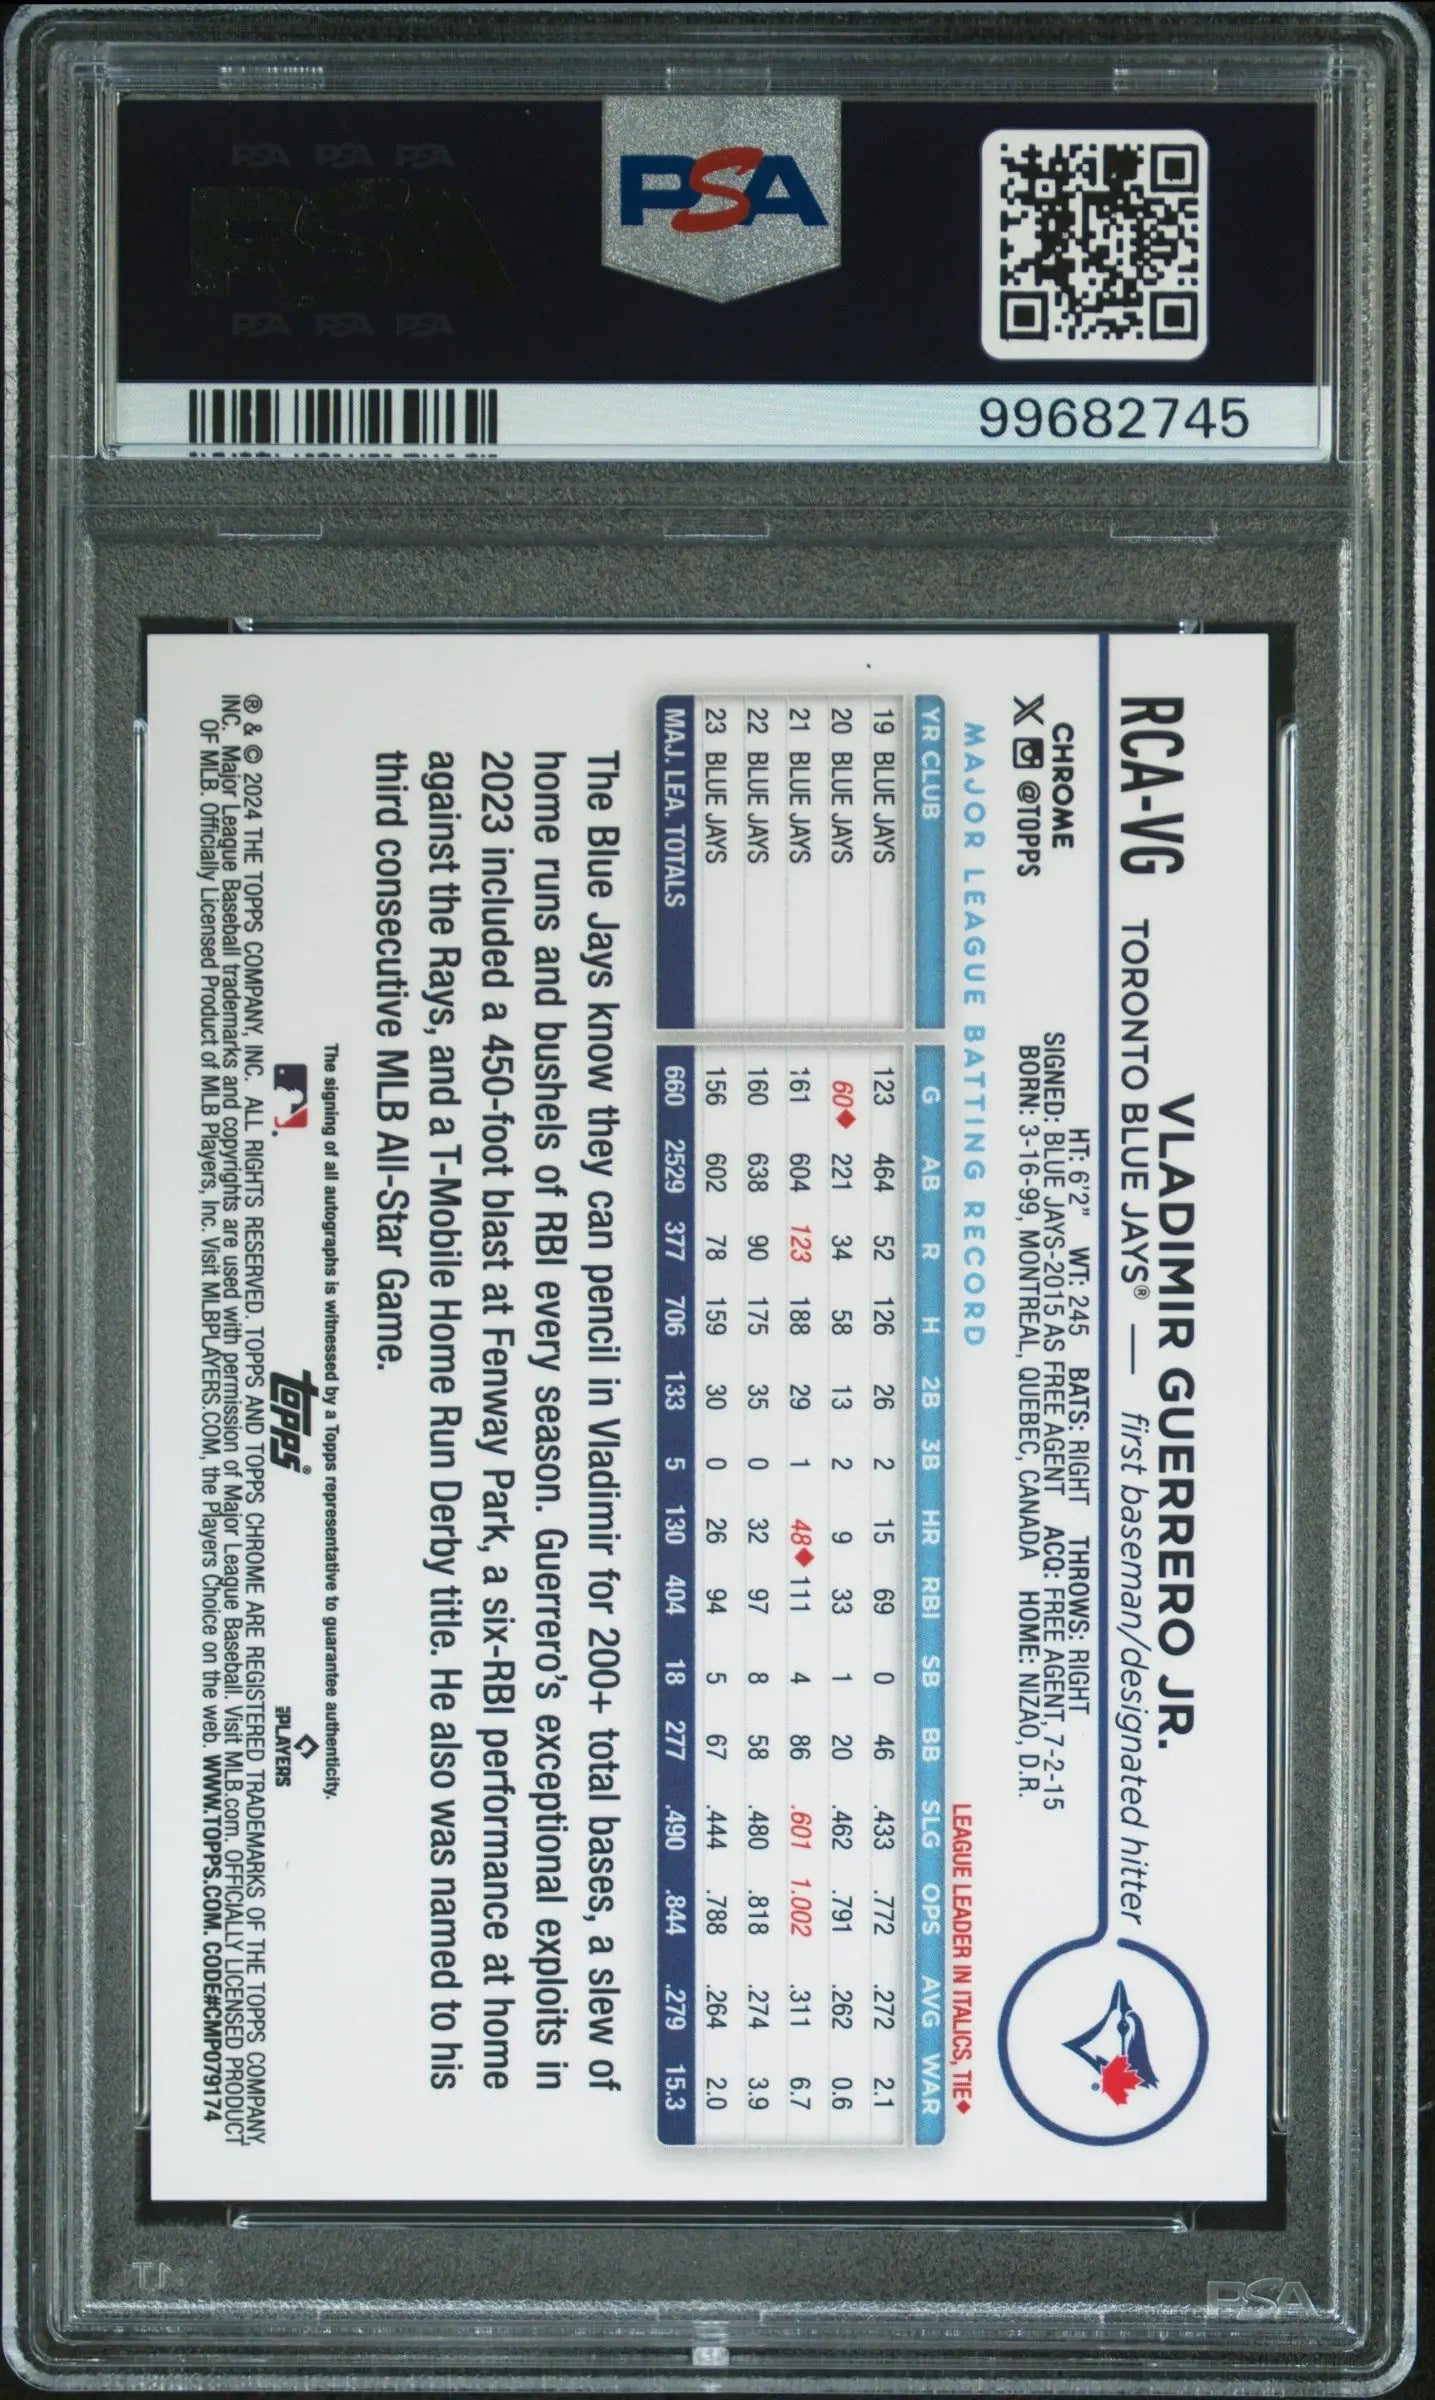 PSA PSA PSA
PSA
PSA PSA PSA
PSA
99682745
RCA-VG
VLADIMIR GUERRERO JR.
TORONTO BLUE JAYS® — first baseman/designated hitter
CHROME
X @TOPPS
HT: 6'2" WT: 245 BATS: RIGHT THROWS: RIGHT
SIGNED: BLUE JAYS-2015 AS FREE AGENT ACQ: FREE AGENT, 7-2-15
BORN: 3-16-99, MONTREAL, QUEBEC, CANADA HOME: NIZAO, D.R.
MAJOR LEAGUE BATTING RECORD
LEAGUE LEADER IN ITALICS, TIE◆
YR CLUB G AB R H 2B 3B HR RBI SB BB SLG OPS AVG WAR
19 BLUE JAYS 123 464 52 126 26 2 15 69 0 46 .433 .772 .272 2.1
20 BLUE JAYS 60◆ 221 34 58 13 2 9 33 1 20 .462 .791 .262 0.6
21 BLUE JAYS 161 604 123 188 29 1 48◆ 111 4 86 .601 1.002 .311 6.7
22 BLUE JAYS 160 638 90 175 35 0 32 97 8 58 .480 .818 .274 3.9
23 BLUE JAYS 156 602 78 159 30 0 26 94 5 67 .444 .788 .264 2.0
MAJ. LEA. TOTALS 660 2529 377 706 133 5 130 404 18 277 .490 .844 .279 15.3
The Blue Jays know they can pencil in Vladimir for 200+ total bases, a slew of
home runs and bushels of RBI every season. Guerrero's exceptional exploits in
2023 included a 450-foot blast at Fenway Park, a six-RBI performance at home
against the Rays, and a T-Mobile Home Run Derby title. He also was named to his
third consecutive MLB All-Star Game.
The signing of all autographs is witnessed by a Topps representative to guarantee authenticity.
topps®
PLAYERS
® & © 2024 THE TOPPS COMPANY, INC. ALL RIGHTS RESERVED. TOPPS AND TOPPS CHROME ARE REGISTERED TRADEMARKS OF THE TOPPS COMPANY,
INC. Major League Baseball trademarks and copyrights are used with permission of Major League Baseball. Visit MLB.com. OFFICIALLY LICENSED PRODUCT
OF MLB. Officially Licensed Product of MLB Players, Inc. Visit MLBPLAYERS.COM, the Players Choice on the web. WWW.TOPPS.COM. CODE#CMP079174
PSA